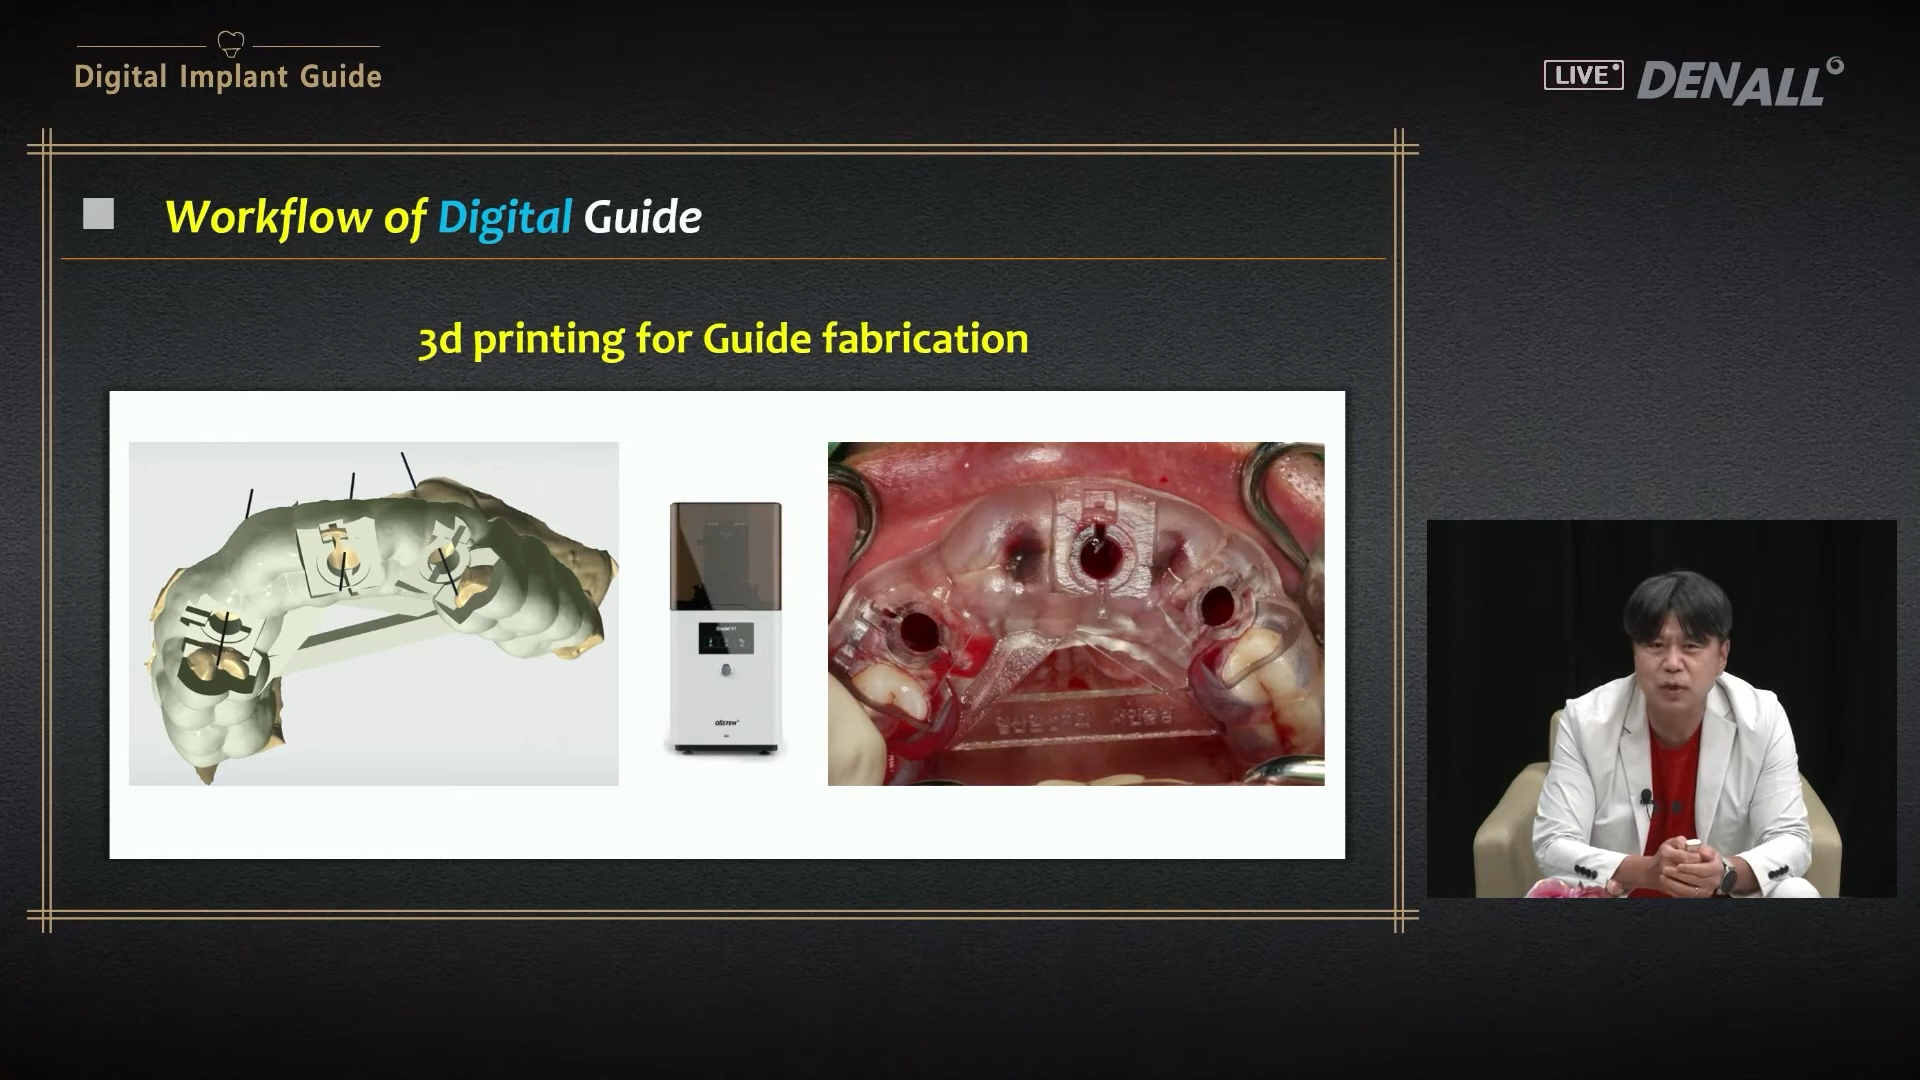 Digital Implant Guide
LIVE
DENALL
Workflow of Digital Guide
3d printing for Guide fabrication
OSSTEM